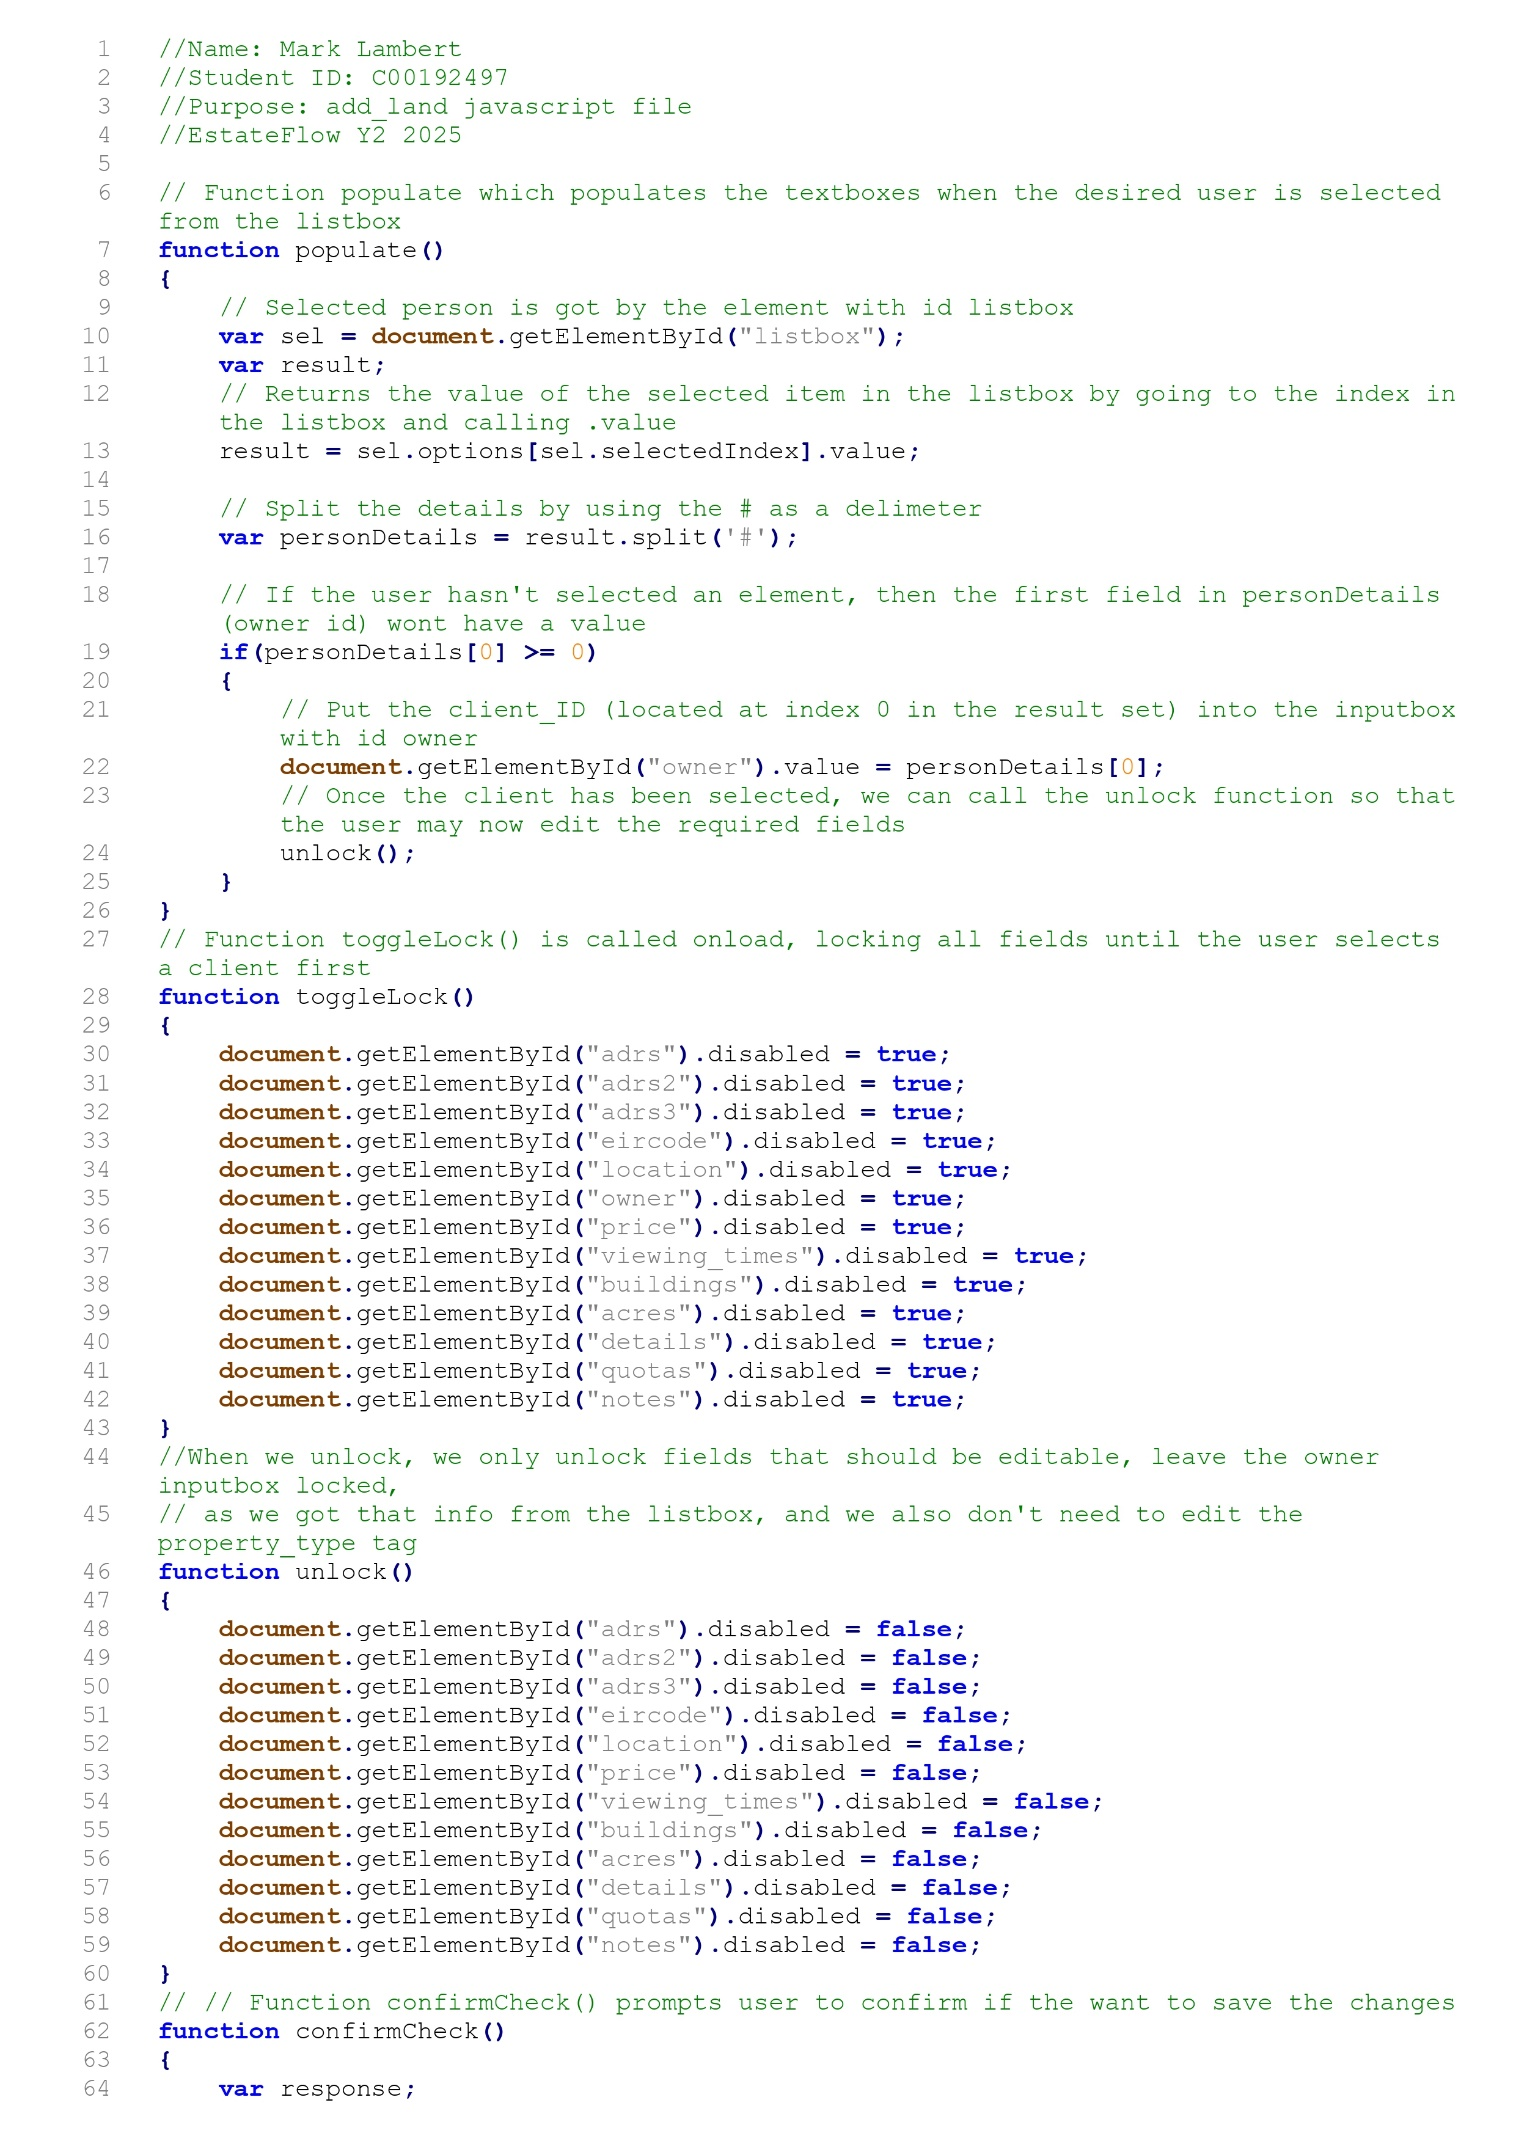 1 //Name: Mark Lambert
2 //Student ID: C00192497
3 //Purpose: add_land javascript file
4 //EstateFlow Y2 2025
5
6 // Function populate which populates the textboxes when the desired user is selected
from the listbox
7 function populate()
8 {
9 // Selected person is got by the element with id listbox
10 var sel = document.getElementById("listbox");
11 var result;
12 // Returns the value of the selected item in the listbox by going to the index in
the listbox and calling .value
13 result = sel.options[sel.selectedIndex].value;
14
15 // Split the details by using the # as a delimeter
16 var personDetails = result.split('#');
17
18 // If the user hasn't selected an element, then the first field in personDetails
(owner id) wont have a value
19 if(personDetails[0] >= 0)
20 {
21 // Put the client_ID (located at index 0 in the result set) into the inputbox
with id owner
22 document.getElementById("owner").value = personDetails[0];
23 // Once the client has been selected, we can call the unlock function so that
the user may now edit the required fields
24 unlock();
25 }
26 }
27 // Function toggleLock() is called onload, locking all fields until the user selects
a client first
28 function toggleLock()
29 {
30 document.getElementById("adrs").disabled = true;
31 document.getElementById("adrs2").disabled = true;
32 document.getElementById("adrs3").disabled = true;
33 document.getElementById("eircode").disabled = true;
34 document.getElementById("location").disabled = true;
35 document.getElementById("owner").disabled = true;
36 document.getElementById("price").disabled = true;
37 document.getElementById("viewing_times").disabled = true;
38 document.getElementById("buildings").disabled = true;
39 document.getElementById("acres").disabled = true;
40 document.getElementById("details").disabled = true;
41 document.getElementById("quotas").disabled = true;
42 document.getElementById("notes").disabled = true;
43 }
44 //When we unlock, we only unlock fields that should be editable, leave the owner
inputbox locked,
45 // as we got that info from the listbox, and we also don't need to edit the
property_type tag
46 function unlock()
47 {
48 document.getElementById("adrs").disabled = false;
49 document.getElementById("adrs2").disabled = false;
50 document.getElementById("adrs3").disabled = false;
51 document.getElementById("eircode").disabled = false;
52 document.getElementById("location").disabled = false;
53 document.getElementById("price").disabled = false;
54 document.getElementById("viewing_times").disabled = false;
55 document.getElementById("buildings").disabled = false;
56 document.getElementById("acres").disabled = false;
57 document.getElementById("details").disabled = false;
58 document.getElementById("quotas").disabled = false;
59 document.getElementById("notes").disabled = false;
60 }
61 // // Function confirmCheck() prompts user to confirm if the want to save the changes
62 function confirmCheck()
63 {
64 var response;